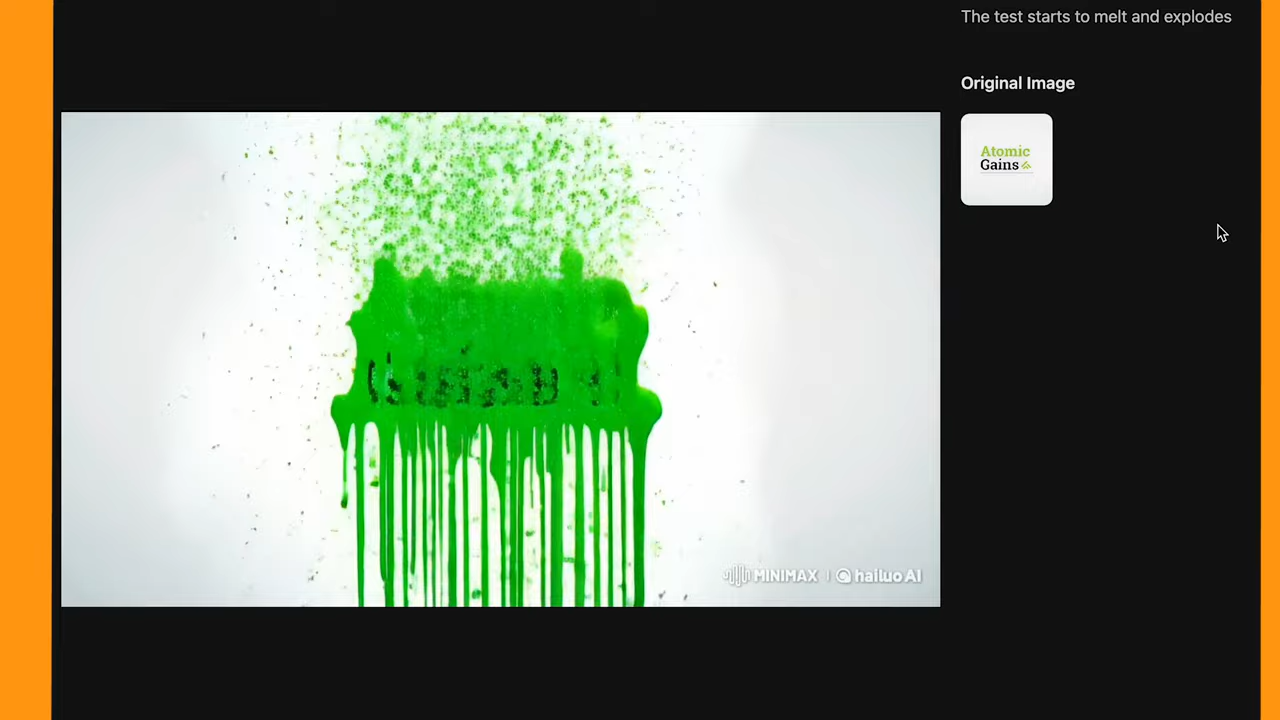 The test starts to melt and explodes
Original Image
Atomic
Gains
MINIMAX | hailuo AI